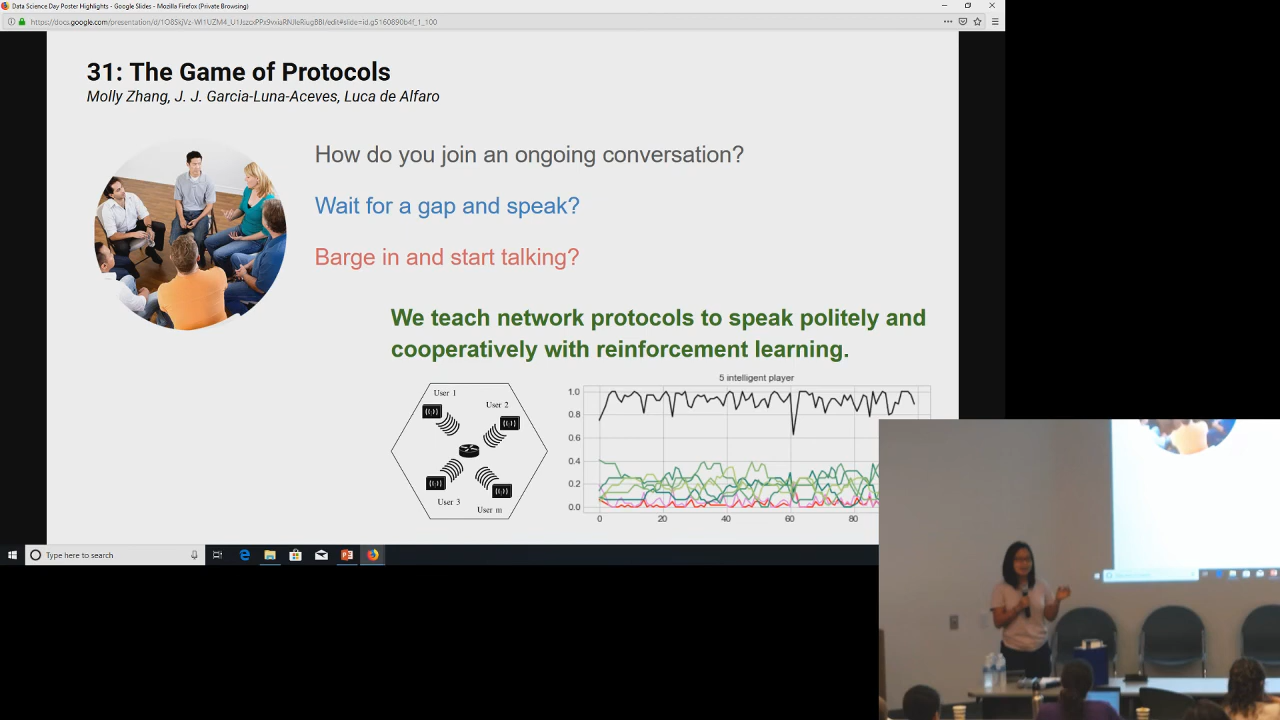 Data Science Day Poster Highlights - Google Slides - Mozilla Firefox (Private Browsing)
31: The Game of Protocols
Molly Zhang, J. J. Garcia-Luna-Aceves, Luca de Alfaro
How do you join an ongoing conversation?
Wait for a gap and speak?
Barge in and start talking?
We teach network protocols to speak politely and
cooperatively with reinforcement learning.
User 1
User 2
User 3
User m
5 intelligent player
1.0
0.8
0.6
0.4
0.2
0.0
0 20 40 60 80
Type here to search